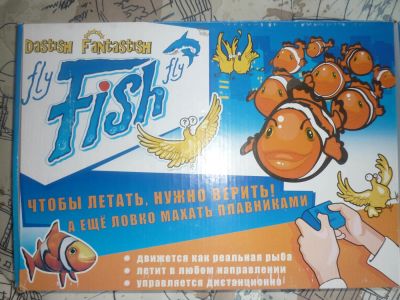 Dastish Fantastish
fly Fish fly
??
ЧТОБЫ ЛЕТАТЬ, НУЖНО ВЕРИТЬ!
А ЕЩЁ ЛОВКО МАХАТЬ ПЛАВНИКАМИ
• движется как реальная рыба
• летит в любом направлении
• управляется дистанционно!